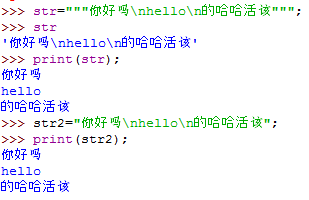 >>> str="""你好吗\nhello\n的哈哈活该""";
>>> str
'你好吗\nhello\n的哈哈活该'
>>> print(str);
你好吗
hello
的哈哈活该
>>> str2="你好吗\nhello\n的哈哈活该";
>>> print(str2);
你好吗
hello
的哈哈活该